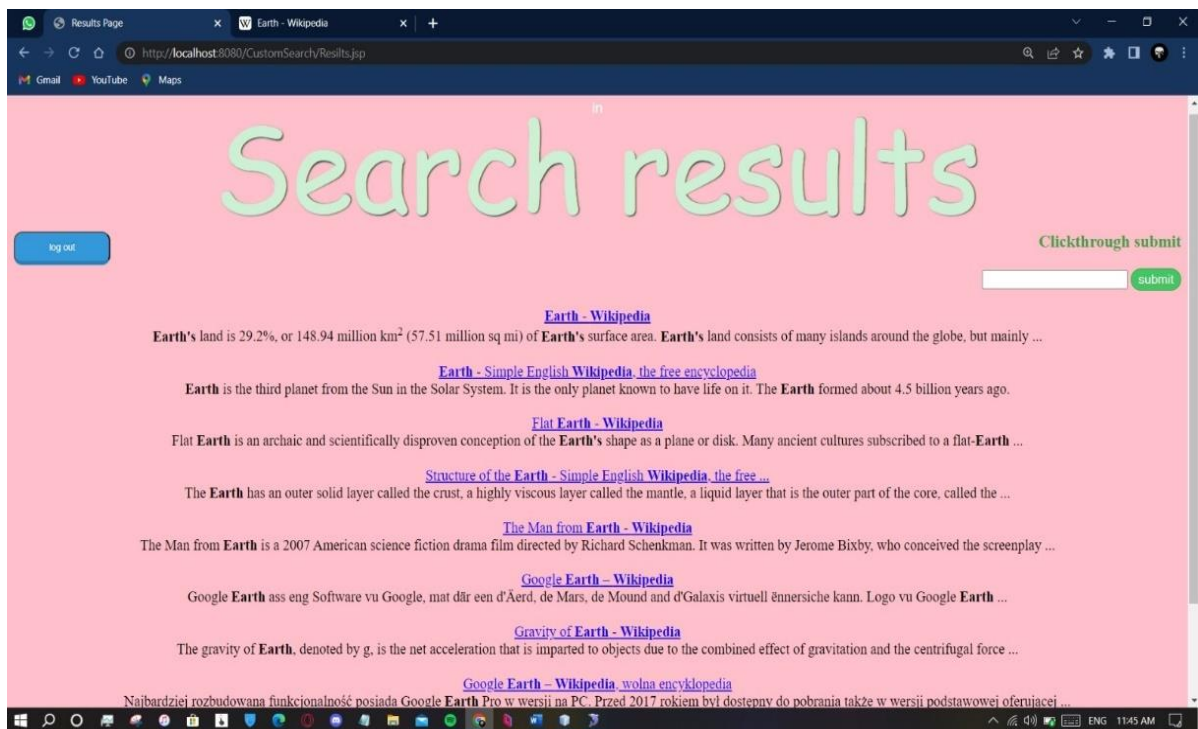 Results Page
Earth - Wikipedia
http://localhost:8080/CustomSearch/Resilts.jsp
Gmail YouTube Maps
in
Search results
log out
Clickthrough submit
submit
Earth - Wikipedia
Earth's land is 29.2%, or 148.94 million km² (57.51 million sq mi) of Earth's surface area. Earth's land consists of many islands around the globe, but mainly ...
Earth - Simple English Wikipedia, the free encyclopedia
Earth is the third planet from the Sun in the Solar System. It is the only planet known to have life on it. The Earth formed about 4.5 billion years ago.
Flat Earth - Wikipedia
Flat Earth is an archaic and scientifically disproven conception of the Earth's shape as a plane or disk. Many ancient cultures subscribed to a flat-Earth ...
Structure of the Earth - Simple English Wikipedia, the free ...
The Earth has an outer solid layer called the crust, a highly viscous layer called the mantle, a liquid layer that is the outer part of the core, called the ...
The Man from Earth - Wikipedia
The Man from Earth is a 2007 American science fiction drama film directed by Richard Schenkman. It was written by Jerome Bixby, who conceived the screenplay ...
Google Earth – Wikipedia
Google Earth ass eng Software vu Google, mat där een d'Äerd, de Mars, de Mound and d'Galaxis virtuell ënnersiche kann. Logo vu Google Earth ...
Gravity of Earth - Wikipedia
The gravity of Earth, denoted by g, is the net acceleration that is imparted to objects due to the combined effect of gravitation and the centrifugal force ...
Google Earth – Wikipedia, wolna encyklopedia
Najbardziej rozbudowaną funkcjonalność posiada Google Earth Pro w wersji na PC. Przed 2017 rokiem był dostępny do pobrania także w wersji podstawowej oferującej ...
ENG 11:45 AM